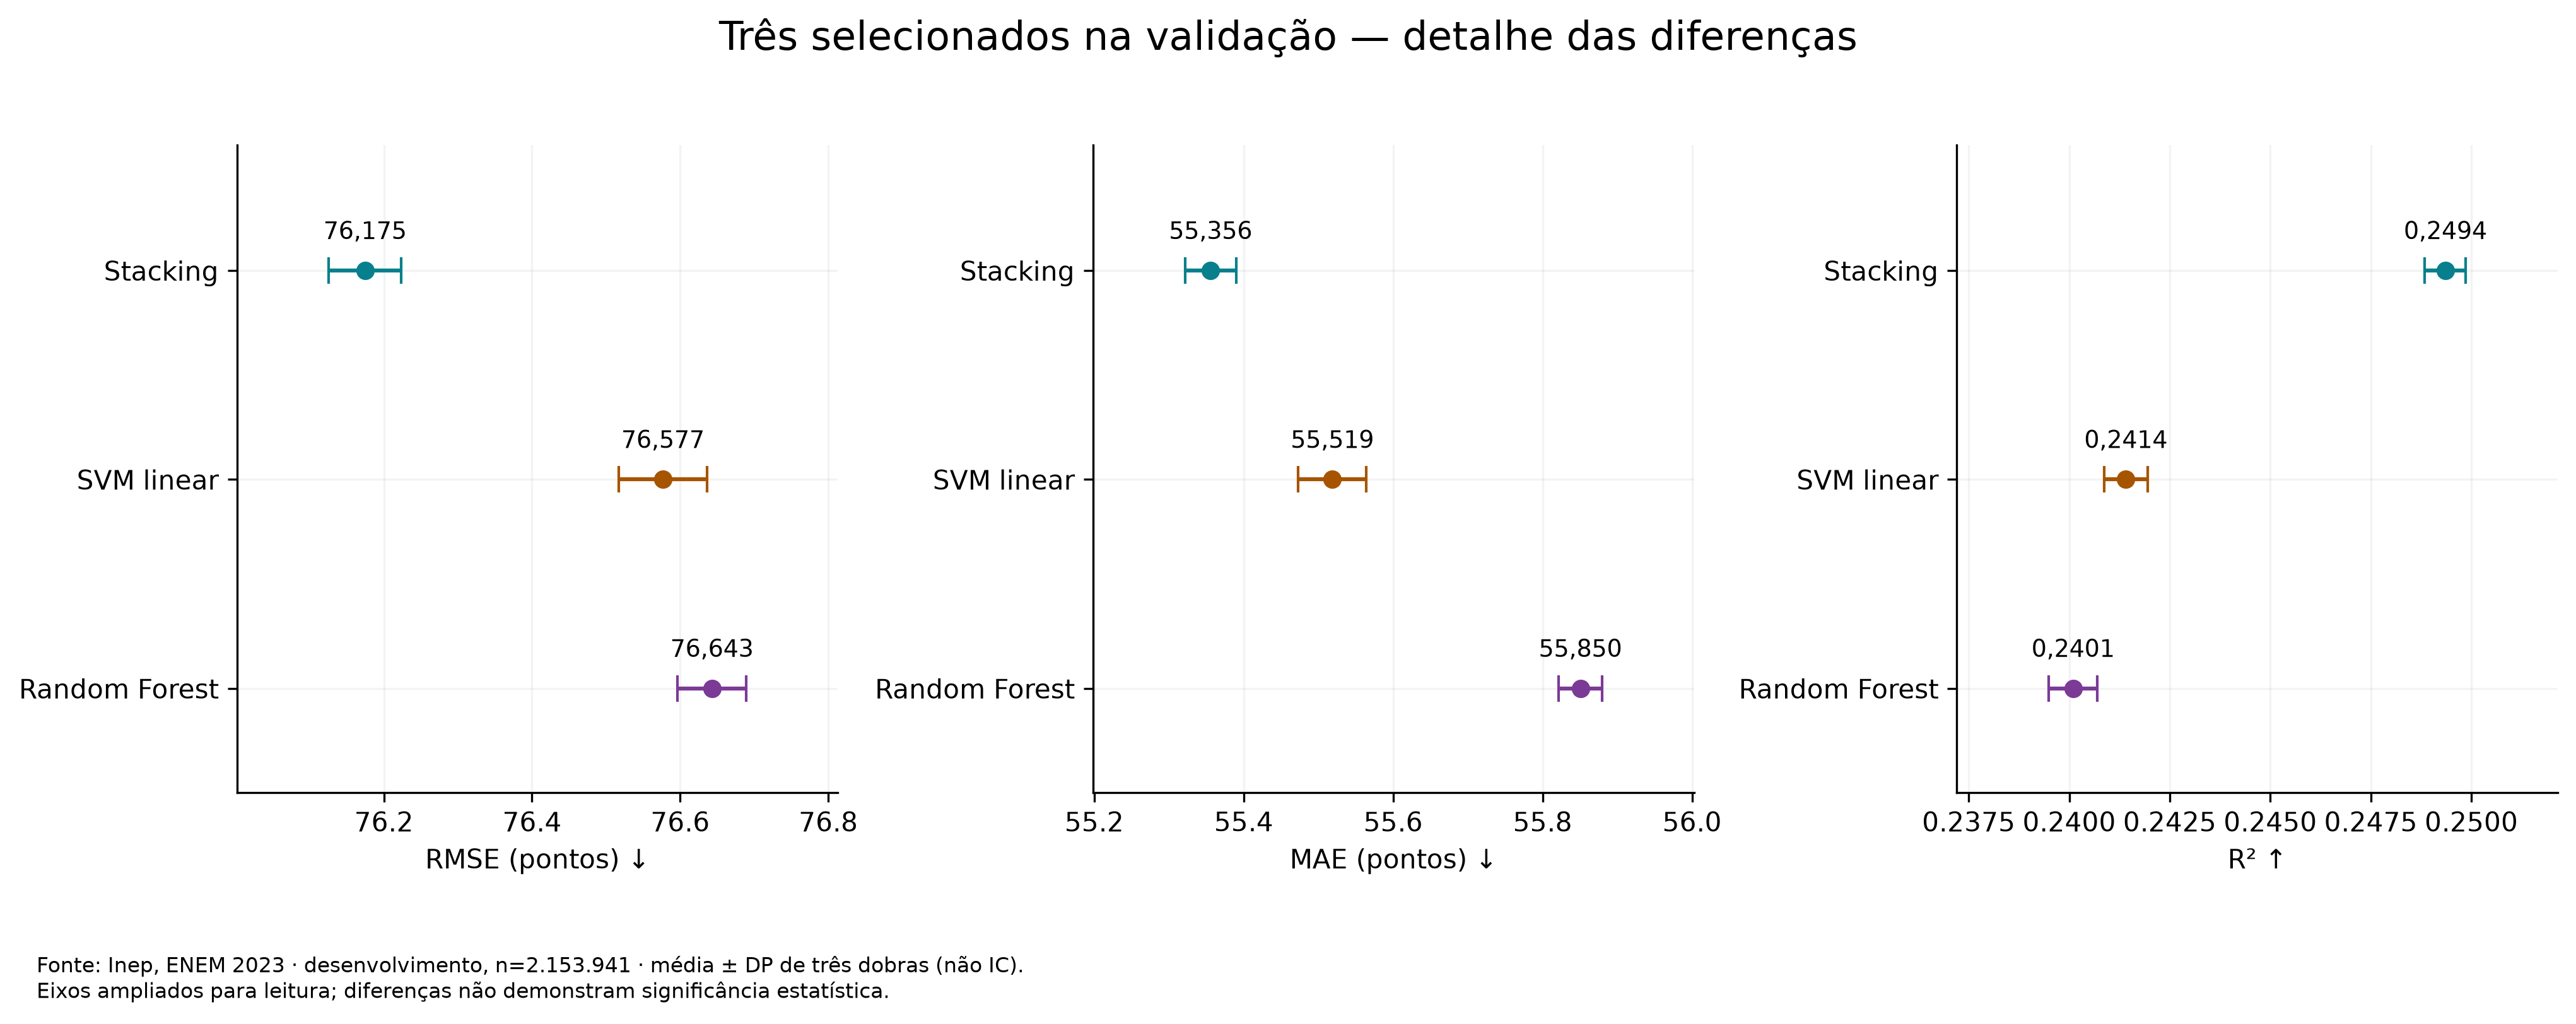 Três selecionados na validação — detalhe das diferenças
Stacking
SVM linear
Random Forest
76,175
76,577
76,643
76.2 76.4 76.6 76.8
RMSE (pontos) ↓
Stacking
SVM linear
Random Forest
55,356
55,519
55,850
55.2 55.4 55.6 55.8 56.0
MAE (pontos) ↓
Stacking
SVM linear
Random Forest
0,2494
0,2414
0,2401
0.2375 0.2400 0.2425 0.2450 0.2475 0.2500
R² ↑
Fonte: Inep, ENEM 2023 · desenvolvimento, n=2.153.941 · média ± DP de três dobras (não IC).
Eixos ampliados para leitura; diferenças não demonstram significância estatística.